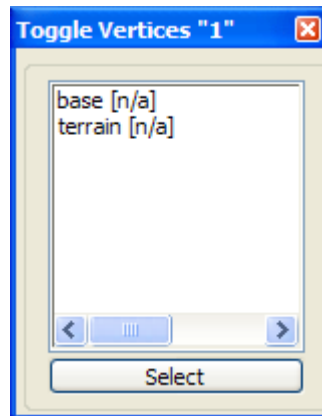 Toggle Vertices "1"
base [n/a]
terrain [n/a]
Select